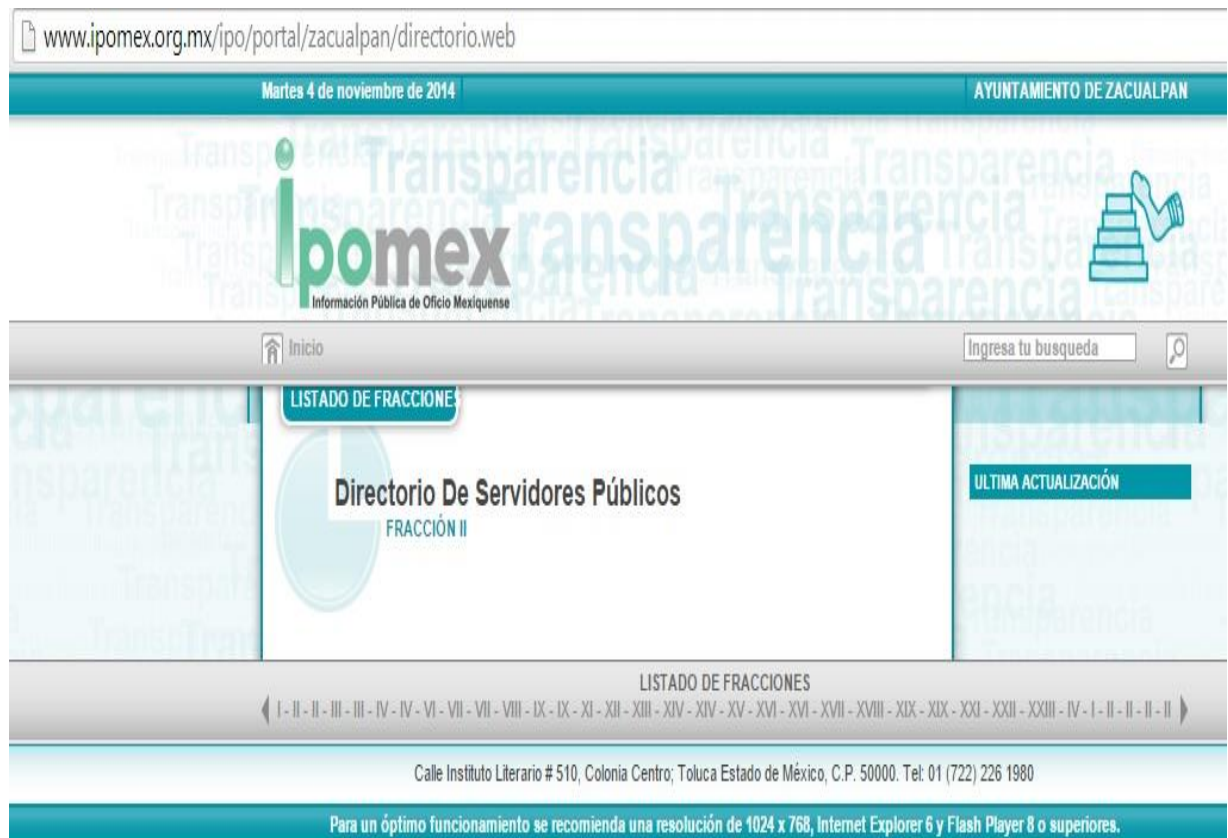 www.ipomex.org.mx/ipo/portal/zacualpan/directorio.web
Martes 4 de noviembre de 2014
AYUNTAMIENTO DE ZACUALPAN
Transparencia
ipomex
Información Pública de Oficio Mexiquense
Inicio
Ingresa tu busqueda
LISTADO DE FRACCIONES
Directorio De Servidores Públicos
FRACCIÓN II
ULTIMA ACTUALIZACIÓN
LISTADO DE FRACCIONES
I - II - II - III - III - IV - IV - VI - VII - VII - VIII - IX - IX - XI - XII - XIII - XIV - XIV - XV - XVI - XVI - XVII - XVIII - XIX - XIX - XXI - XXII - XXIII - IV - I - II - II - II - II
Calle Instituto Literario # 510, Colonia Centro; Toluca Estado de México, C.P. 50000. Tel: 01 (722) 226 1980
Para un óptimo funcionamiento se recomienda una resolución de 1024 x 768, Internet Explorer 6 y Flash Player 8 o superiores.